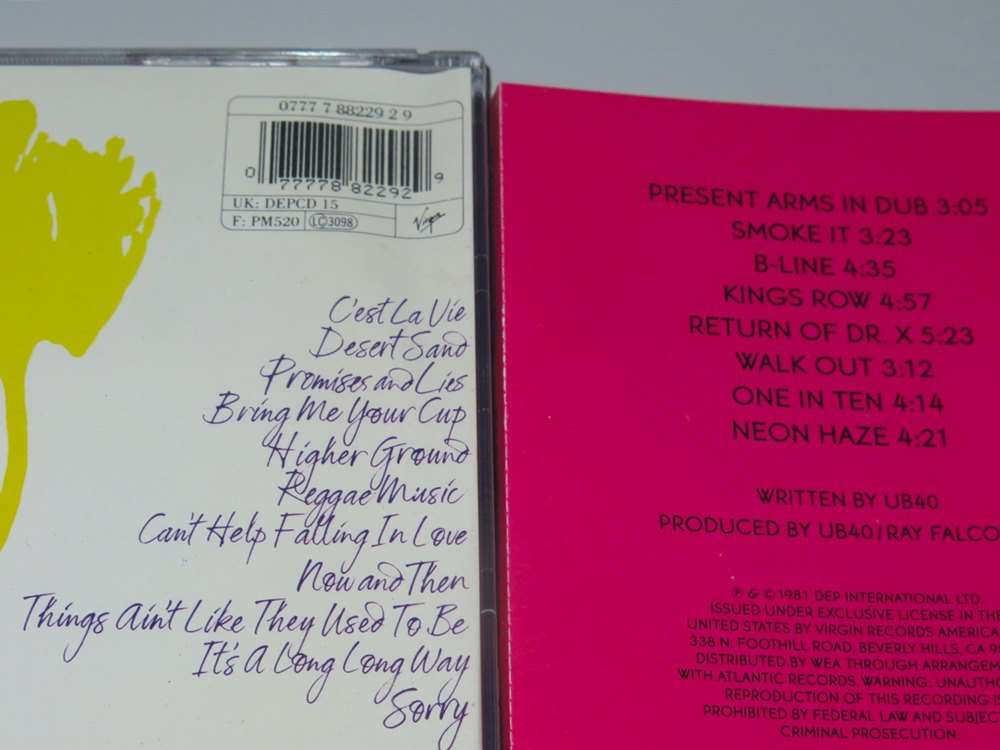 0777 7 88229 2 9
0 77778 82292 9
UK: DEPCD 15
F: PM520 LC 3098
Virgin
C'est La Vie
Desert Sand
Promises and Lies
Bring Me Your Cup
Higher Ground
Reggae Music
Can't Help Falling In Love
Now and Then
Things Ain't Like They Used To Be
It's A Long Long Way
Sorry
PRESENT ARMS IN DUB 3:05
SMOKE IT 3:23
B-LINE 4:35
KINGS ROW 4:57
RETURN OF DR. X 5:23
WALK OUT 3:12
ONE IN TEN 4:14
NEON HAZE 4:21
WRITTEN BY UB40
PRODUCED BY UB40/RAY FALCO
℗ & © 1981 DEP INTERNATIONAL LTD
ISSUED UNDER EXCLUSIVE LICENSE IN THE
UNITED STATES BY VIRGIN RECORDS AMERICA
338 N. FOOTHILL ROAD, BEVERLY HILLS, CA 90
DISTRIBUTED BY WEA THROUGH ARRANGEM
WITH ATLANTIC RECORDS. WARNING: UNAUTHO
REPRODUCTION OF THIS RECORDING IS
PROHIBITED BY FEDERAL LAW AND SUBJEC
CRIMINAL PROSECUTION.